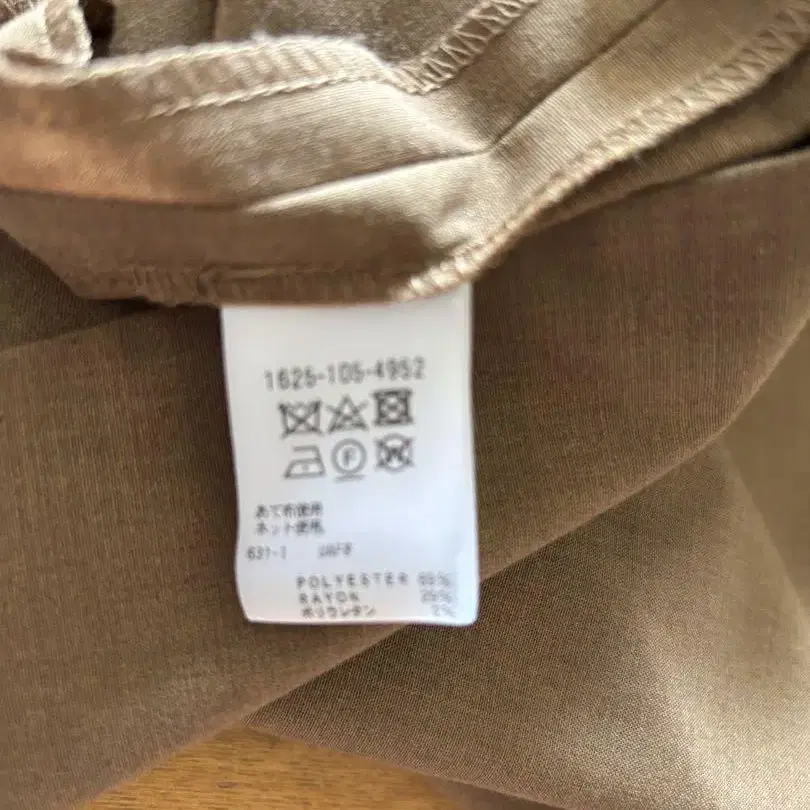 1625-105-4952
F
W
あて布使用
ネット使用
631-1
POLYESTER
RAYON
ポリウレタン